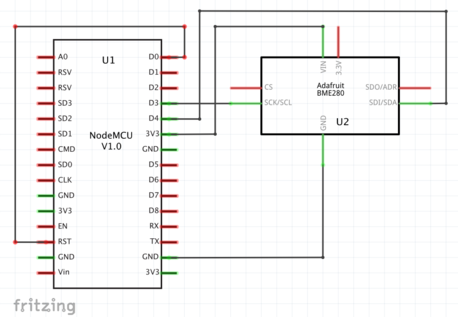 U1
NodeMCU
V1.0
A0
RSV
RSV
SD3
SD2
SD1
CMD
SD0
CLK
GND
3V3
EN
RST
GND
Vin
D0
D1
D2
D3
D4
3V3
GND
D5
D6
D7
D8
RX
TX
GND
3V3
VIN
3.3V
CS
SCK/SCL
Adafruit
BME280
U2
SDO/ADR
SDI/SDA
GND
fritzing